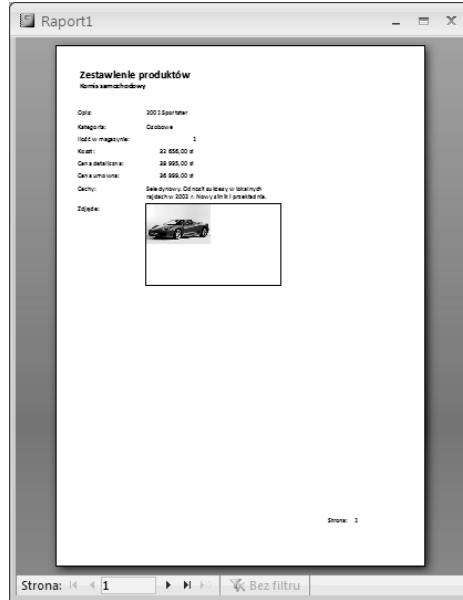 Raport1
Zestawienie produktów
Komis samochodowy
Opis: 2001 Sportster
Kategoria: Osobowe
Ilość w magazynie: 1
Koszt: 32 656,00 zł
Cena detaliczna: 38 995,00 zł
Cena umowna: 36 999,00 zł
Cechy: Seledynowy. Odnosił sukcesy w lokalnych
rajdach w 2002 r. Nowy silnik i przekładnia.
Zdjęcie:
Strona: 1
Strona: 1 Bez filtru